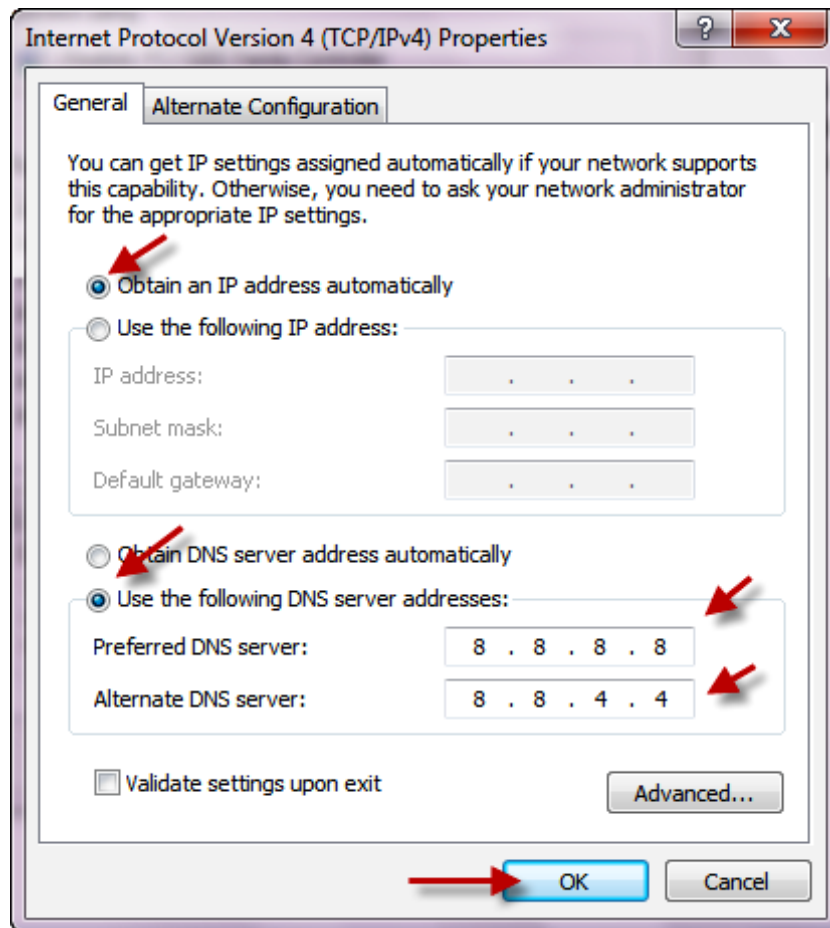 Internet Protocol Version 4 (TCP/IPv4) Properties
General
Alternate Configuration
You can get IP settings assigned automatically if your network supports
this capability. Otherwise, you need to ask your network administrator
for the appropriate IP settings.
Obtain an IP address automatically
Use the following IP address:
IP address: . . .
Subnet mask: . . .
Default gateway: . . .
Obtain DNS server address automatically
Use the following DNS server addresses:
Preferred DNS server: 8 . 8 . 8 . 8
Alternate DNS server: 8 . 8 . 4 . 4
Validate settings upon exit
Advanced...
OK
Cancel